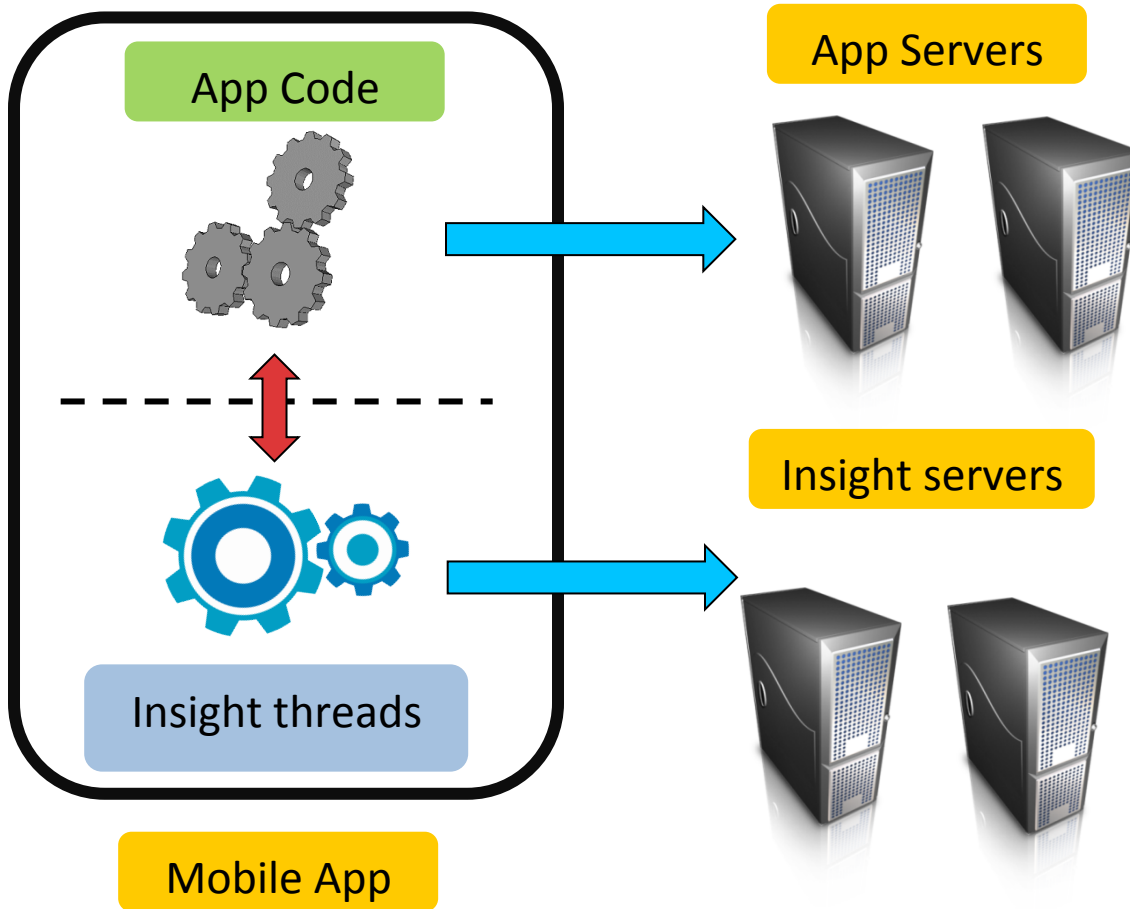 App Code
App Servers
Insight servers
Insight threads
Mobile App